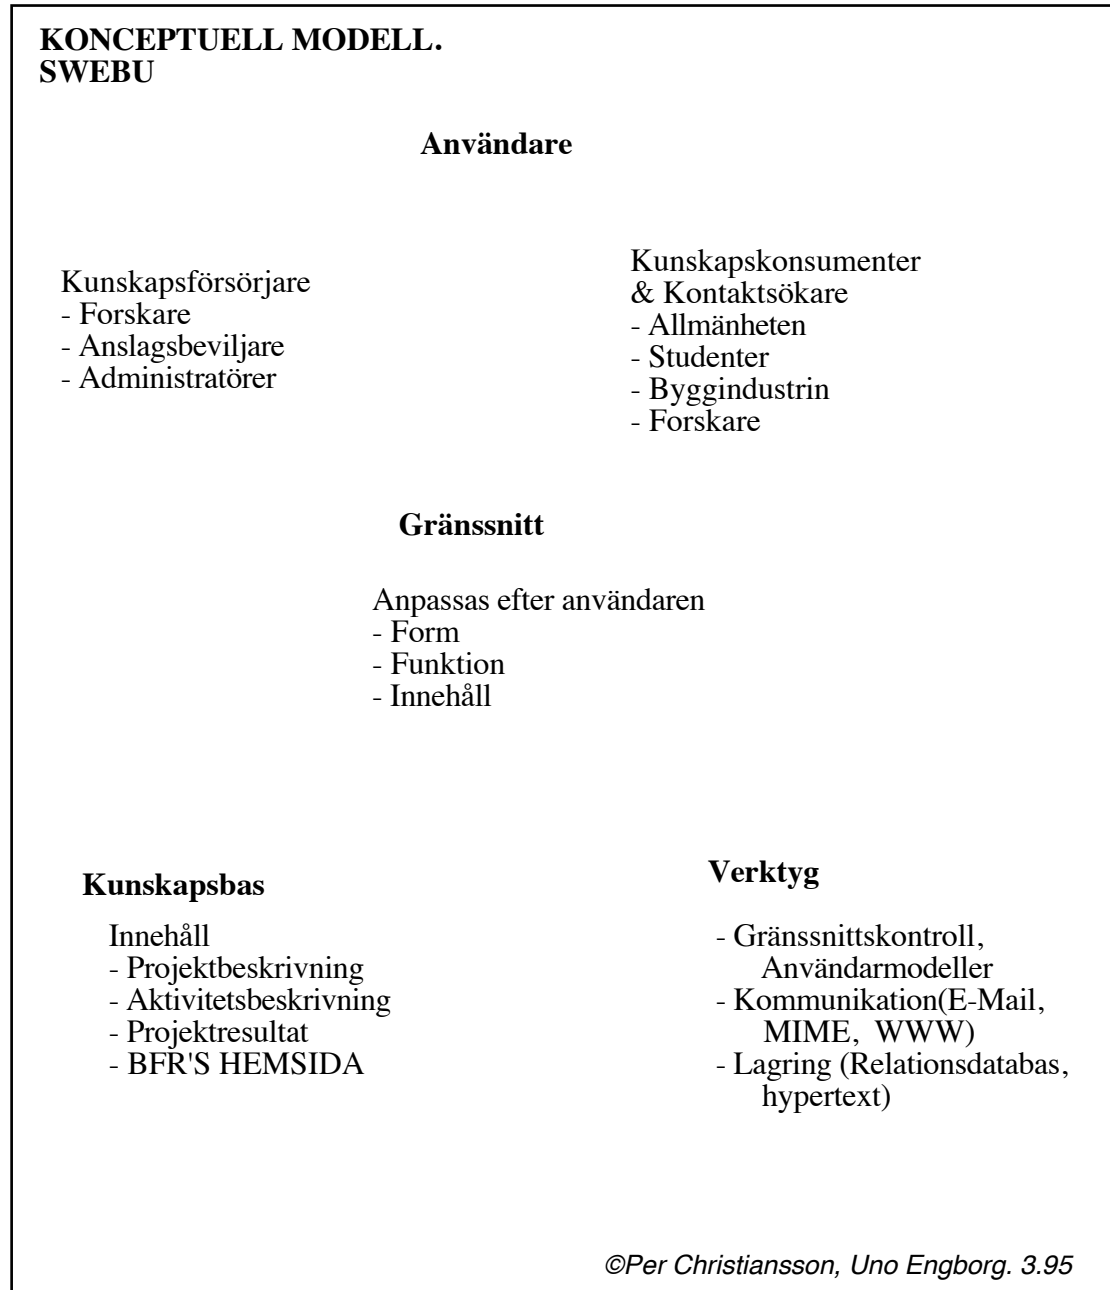 KONCEPTUELL MODELL.
SWEBU
Användare
Kunskapsförsörjare
- Forskare
- Anslagsbeviljare
- Administratörer
Kunskapskonsumenter
& Kontaktsökare
- Allmänheten
- Studenter
- Byggindustrin
- Forskare
Gränssnitt
Anpassas efter användaren
- Form
- Funktion
- Innehåll
Kunskapsbas
Innehåll
- Projektbeskrivning
- Aktivitetsbeskrivning
- Projektresultat
- BFR'S HEMSIDA
Verktyg
- Gränssnittskontroll,
Användarmodeller
- Kommunikation(E-Mail,
MIME, WWW)
- Lagring (Relationsdatabas,
hypertext)
©Per Christiansson, Uno Engborg. 3.95